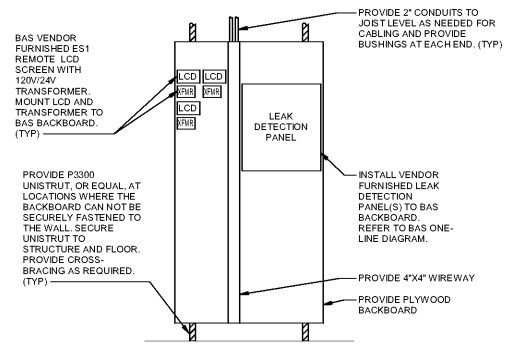 BAS VENDOR
FURNISHED ES1
REMOTE LCD
SCREEN WITH
120V/24V
TRANSFORMER.
MOUNT LCD AND
TRANSFORMER TO
BAS BACKBOARD.
(TYP)
PROVIDE P3300
UNISTRUT, OR EQUAL, AT
LOCATIONS WHERE THE
BACKBOARD CAN NOT BE
SECURELY FASTENED TO
THE WALL. SECURE
UNISTRUT TO
STRUCTURE AND FLOOR.
PROVIDE CROSS-
BRACING AS REQUIRED.
(TYP)
LCD LCD
XFMR XFMR
LCD
XFMR
LEAK
DETECTION
PANEL
PROVIDE 2" CONDUITS TO
JOIST LEVEL AS NEEDED FOR
CABLING AND PROVIDE
BUSHINGS AT EACH END. (TYP)
INSTALL VENDOR
FURNISHED LEAK
DETECTION
PANEL(S) TO BAS
BACKBOARD.
REFER TO BAS ONE-
LINE DIAGRAM.
PROVIDE 4"X4" WIREWAY
PROVIDE PLYWOOD
BACKBOARD